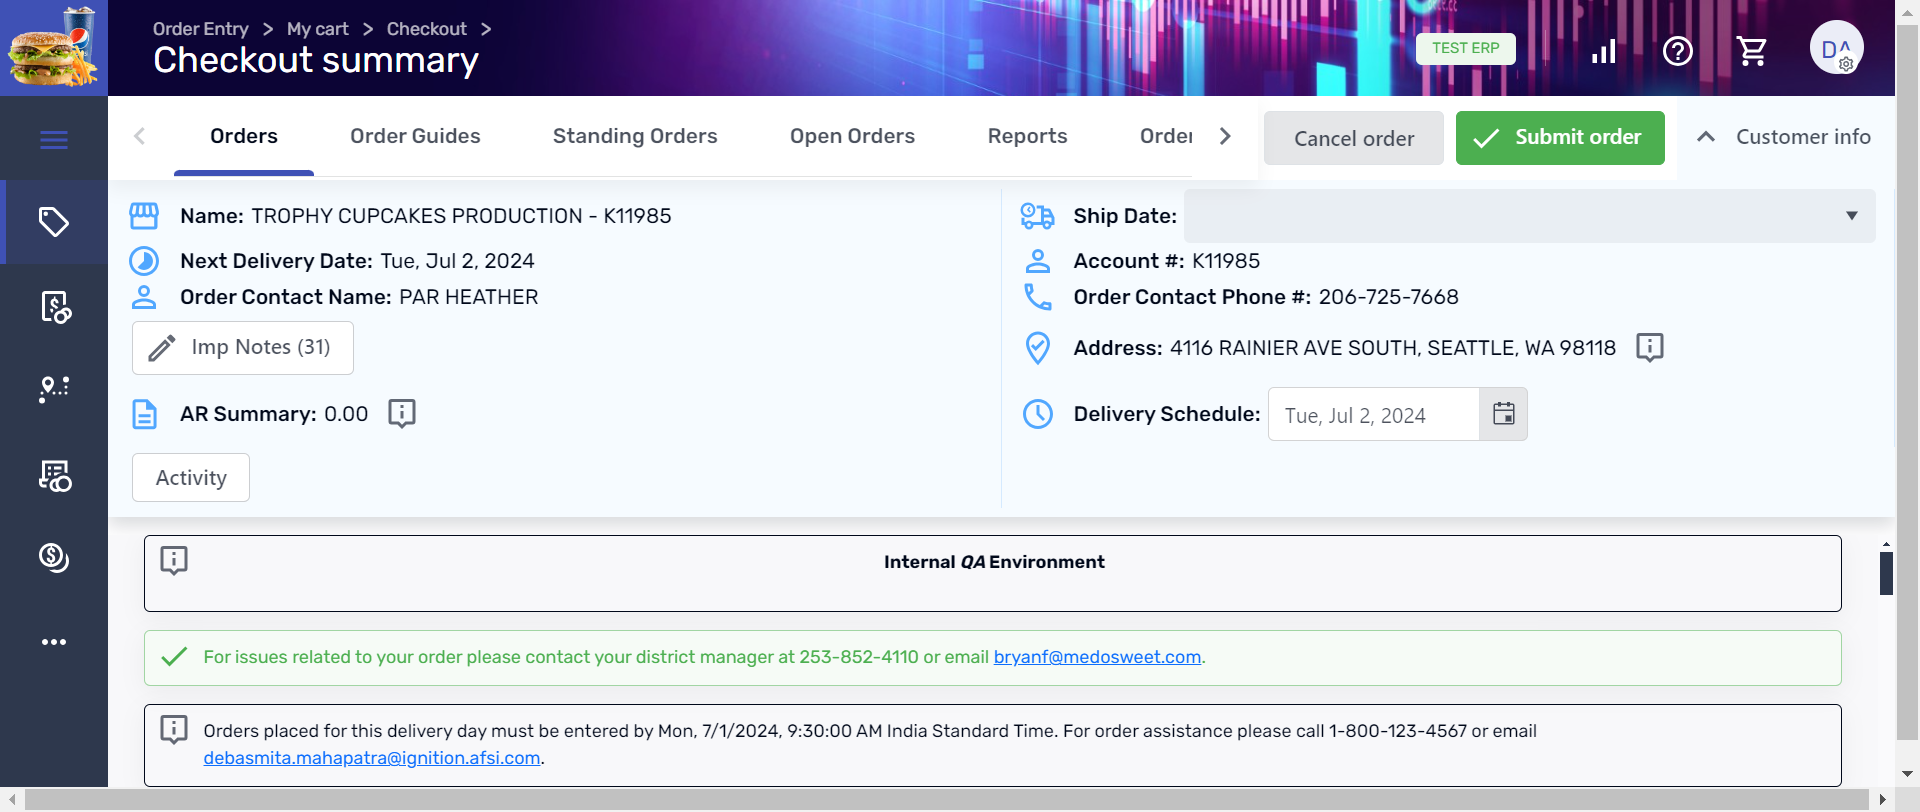 Order Entry > My cart > Checkout >
Checkout summary
TEST ERP
DA
Orders
Order Guides
Standing Orders
Open Orders
Reports
Order
Cancel order
Submit order
Customer info
Name: TROPHY CUPCAKES PRODUCTION - K11985
Next Delivery Date: Tue, Jul 2, 2024
Order Contact Name: PAR HEATHER
Imp Notes (31)
AR Summary: 0.00
Activity
Ship Date:
Account #: K11985
Order Contact Phone #: 206-725-7668
Address: 4116 RAINIER AVE SOUTH, SEATTLE, WA 98118
Delivery Schedule: Tue, Jul 2, 2024
Internal QA Environment
For issues related to your order please contact your district manager at 253-852-4110 or email bryanf@medosweet.com.
Orders placed for this delivery day must be entered by Mon, 7/1/2024, 9:30:00 AM India Standard Time. For order assistance please call 1-800-123-4567 or email
debasmita.mahapatra@ignition.afsi.com.